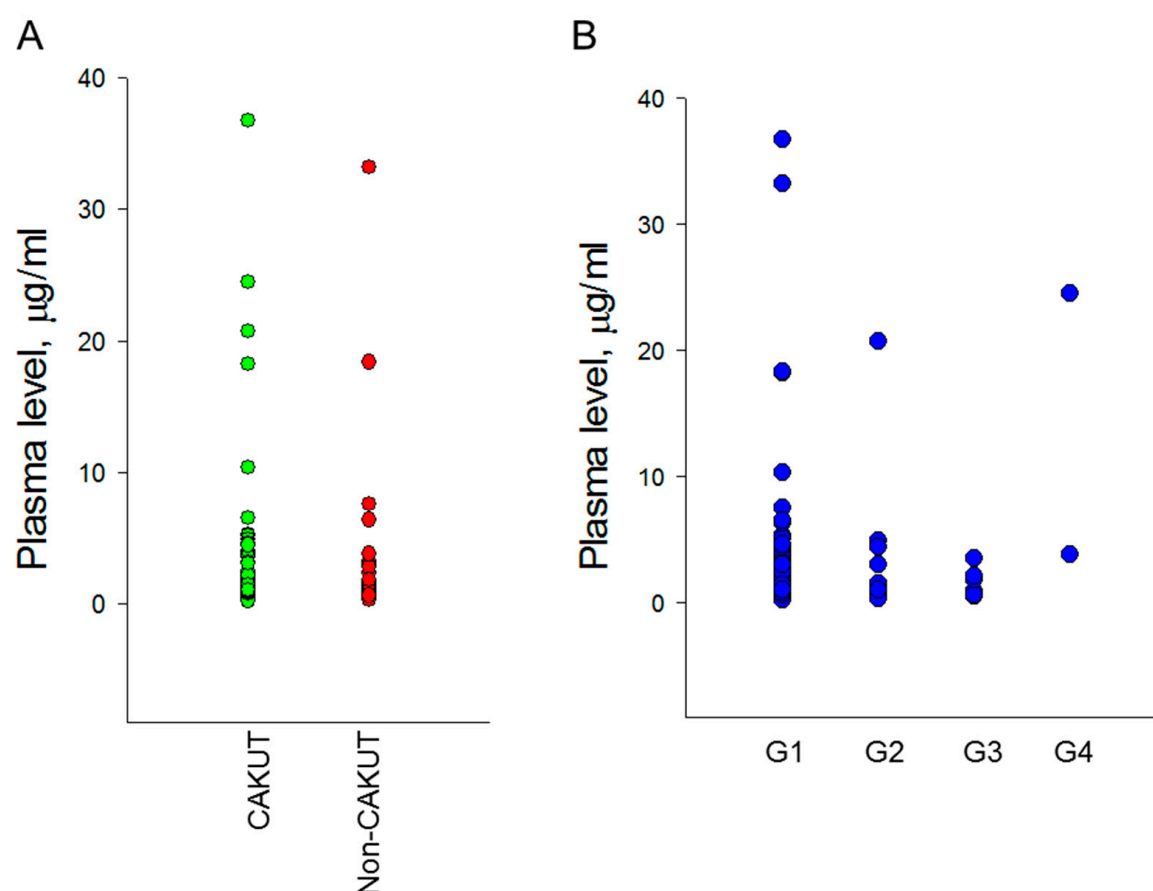 A
Plasma level, μg/ml
40
30
20
10
0
CAKUT
Non-CAKUT
B
Plasma level, μg/ml
40
30
20
10
0
G1 G2 G3 G4